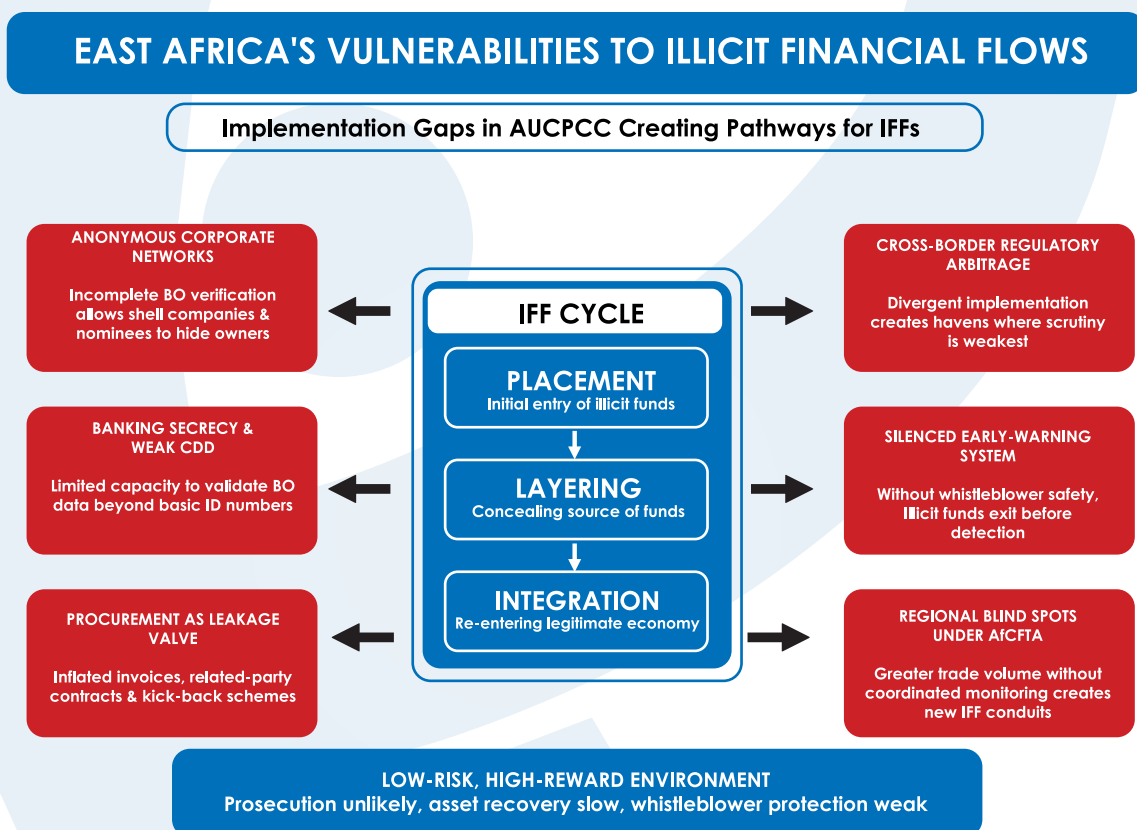 EAST AFRICA'S VULNERABILITIES TO ILLICIT FINANCIAL FLOWS
Implementation Gaps in AUCPCC Creating Pathways for IFFs
ANONYMOUS CORPORATE
NETWORKS
Incomplete BO verification
allows shell companies &
nominees to hide owners
BANKING SECRECY &
WEAK CDD
Limited capacity to validate BO
data beyond basic ID numbers
PROCUREMENT AS LEAKAGE
VALVE
Inflated invoices, related-party
contracts & kick-back schemes
IFF CYCLE
PLACEMENT
Initial entry of illicit funds
LAYERING
Concealing source of funds
INTEGRATION
Re-entering legitimate economy
CROSS-BORDER REGULATORY
ARBITRAGE
Divergent implementation
creates havens where scrutiny
is weakest
SILENCED EARLY-WARNING
SYSTEM
Without whistleblower safety,
Illicit funds exit before
detection
REGIONAL BLIND SPOTS
UNDER AfCFTA
Greater trade volume without
coordinated monitoring creates
new IFF conduits
LOW-RISK, HIGH-REWARD ENVIRONMENT
Prosecution unlikely, asset recovery slow, whistleblower protection weak